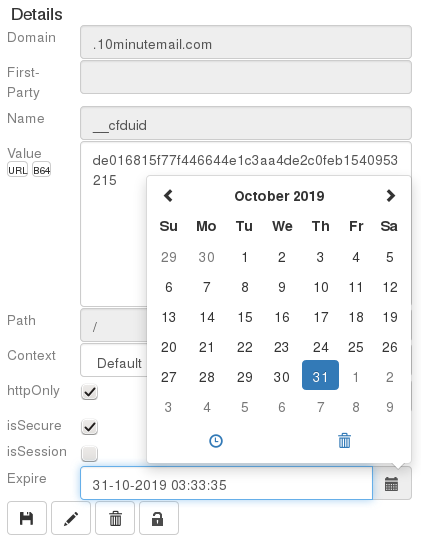 Details
Domain
.10minutemail.com
First-
Party
Name
__cfduid
Value
URL B64
de016815f77f446644e1c3aa4de2c0feb1540953
215
October 2019
Su Mo Tu We Th Fr Sa
29 30 1 2 3 4 5
6 7 8 9 10 11 12
13 14 15 16 17 18 19
20 21 22 23 24 25 26
27 28 29 30 31 1 2
3 4 5 6 7 8 9
Path
/
Context
Default
httpOnly
isSecure
isSession
Expire
31-10-2019 03:33:35